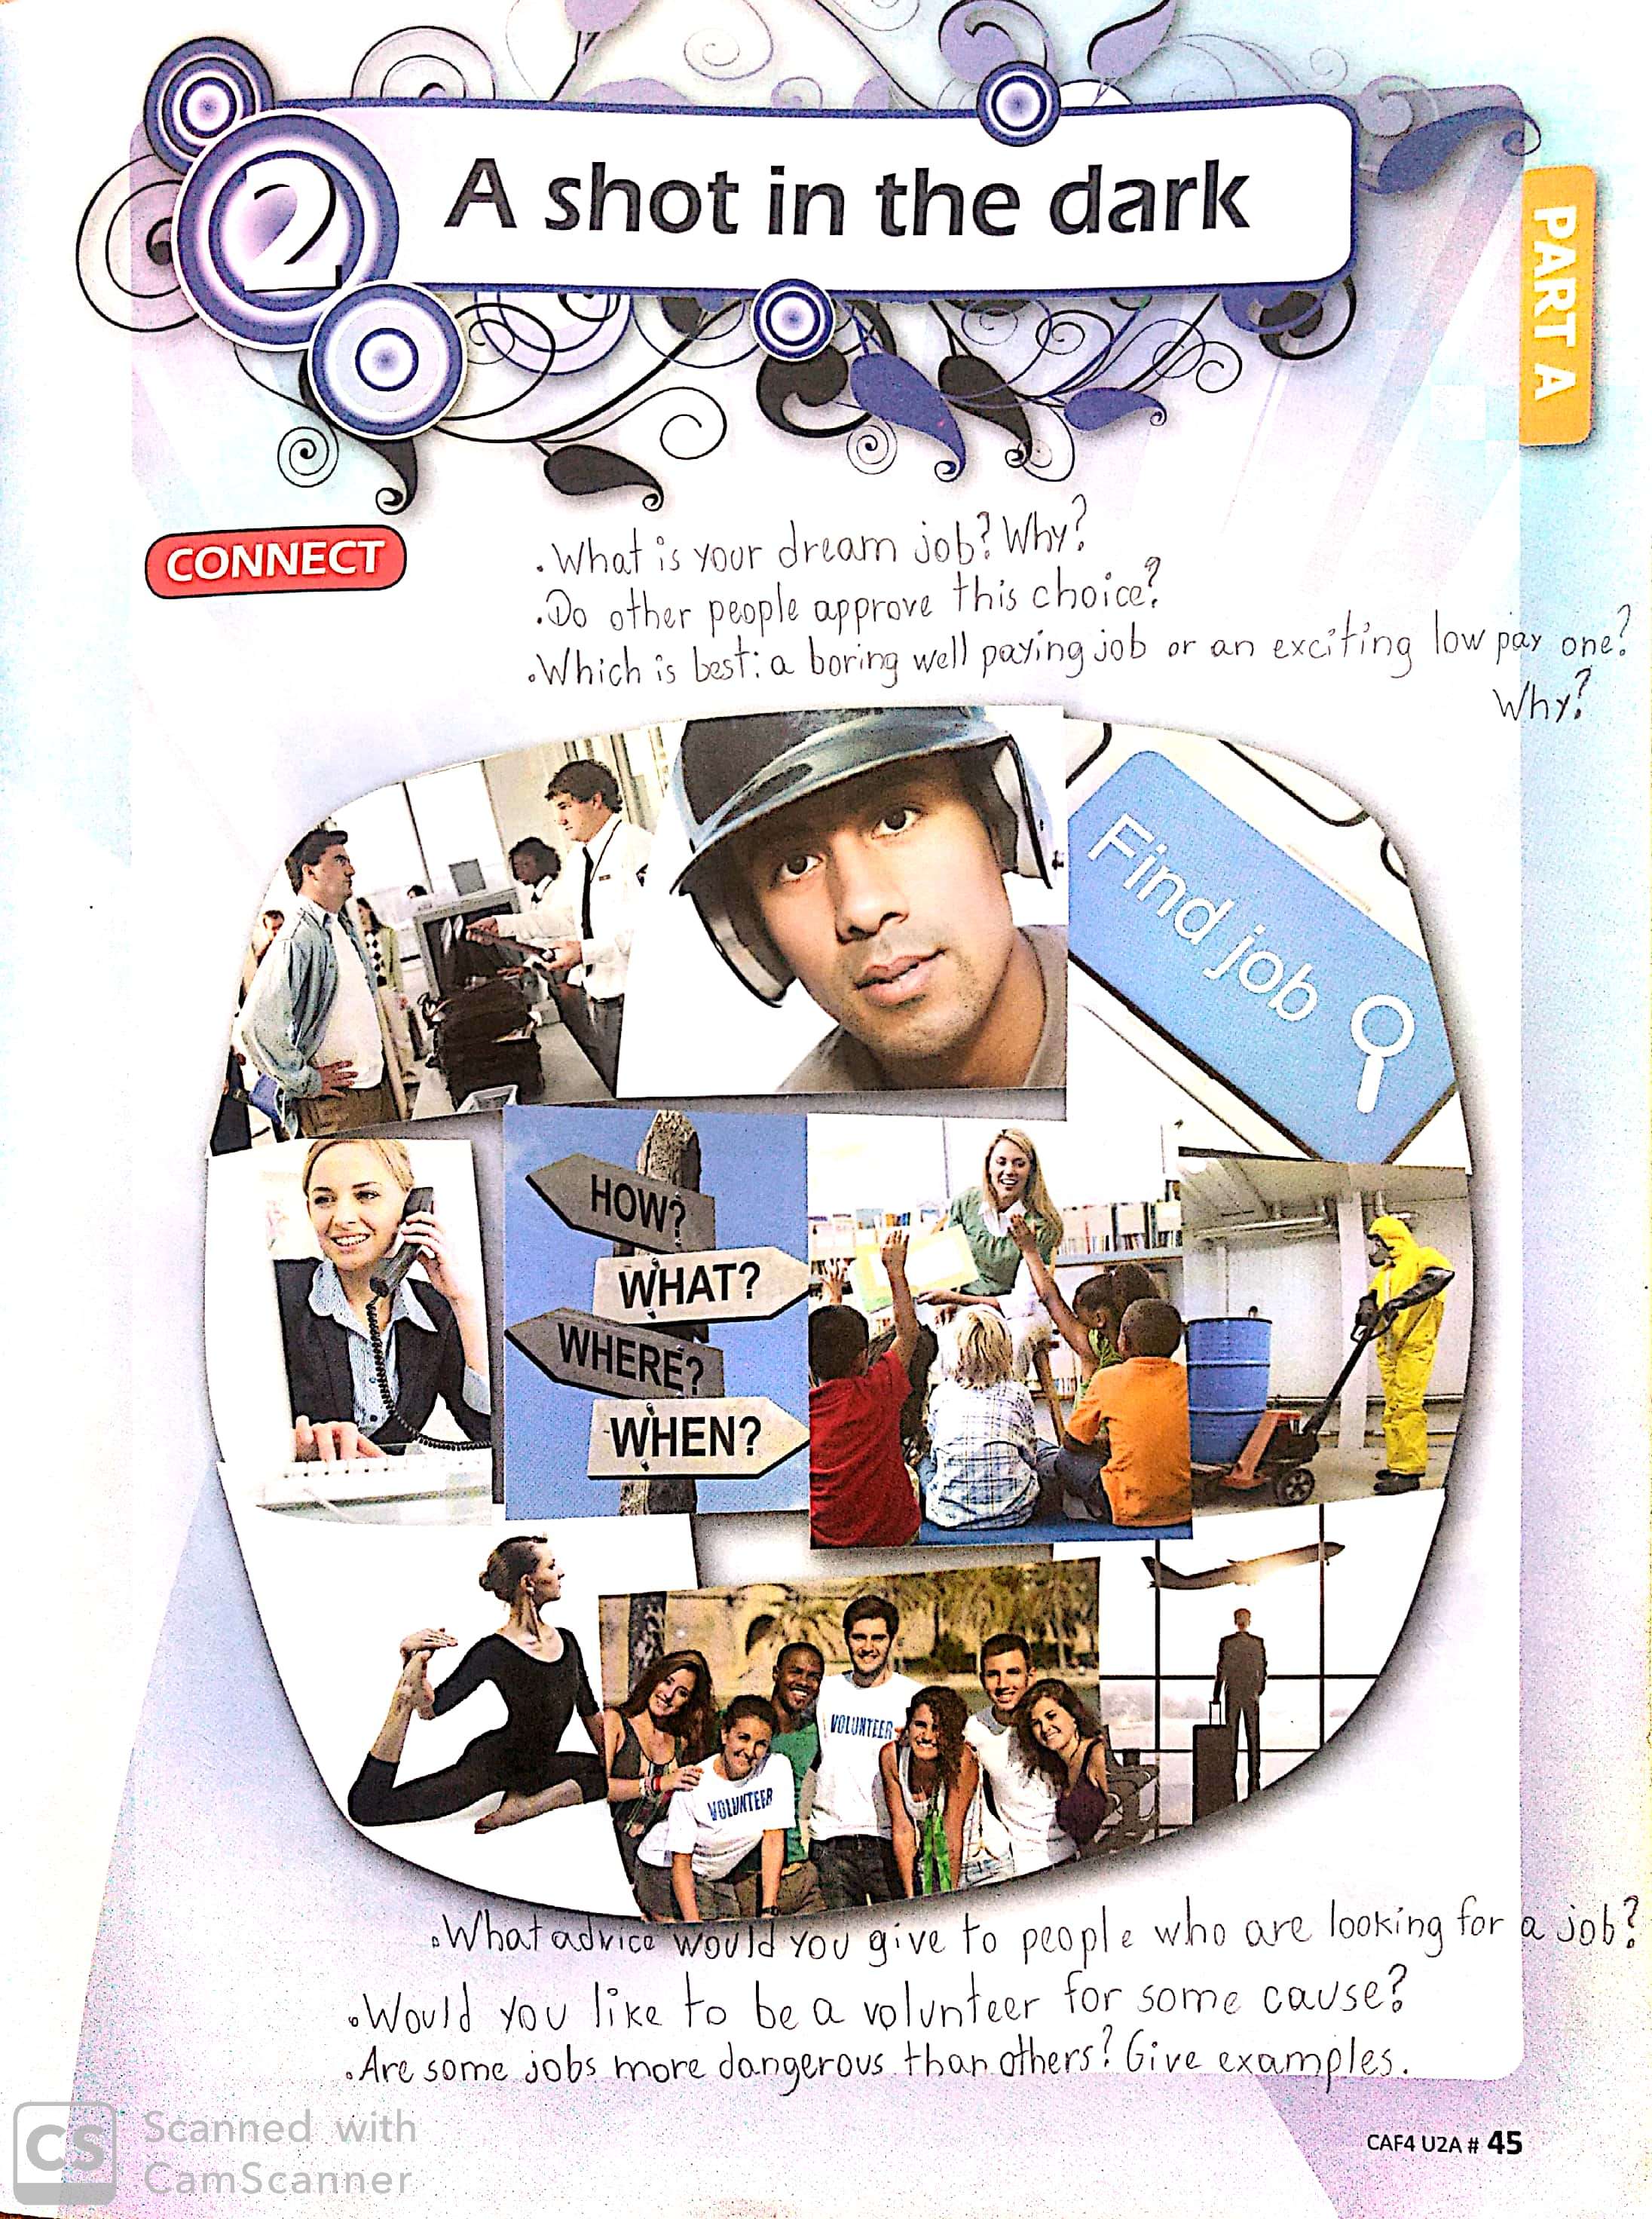 2 A shot in the dark
PART A
CONNECT
.What is your dream job? Why?
.Do other people approve this choice?
.Which is best: a boring well paying job or an exciting low pay one?
Why?
Find job
HOW?
WHAT?
WHERE?
WHEN?
VOLUNTEER
VOLUNTEER
.What advice would you give to people who are looking for a job?
.Would you like to be a volunteer for some cause?
.Are some jobs more dangerous than others? Give examples.
CAF4 U2A # 45
CS Scanned with
CamScanner